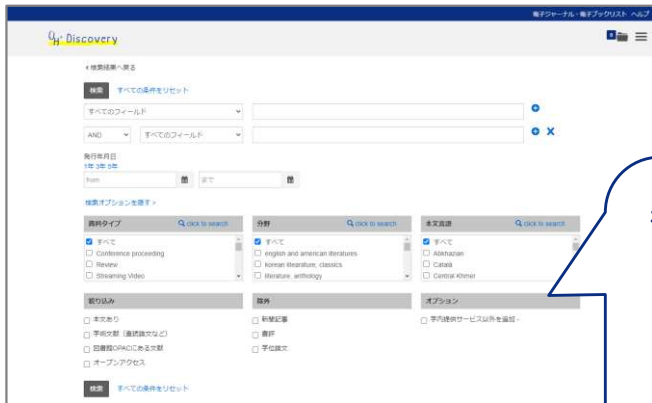 電子ジャーナル・電子ブックリスト ヘルプ
OH! Discovery
0
< 検索結果へ戻る
検索 すべての条件をリセット
すべてのフィールド
AND すべてのフィールド
発行年月日
1年 3年 5年
from まで
検索オプションを隠す >
資料タイプ click to search 分野 click to search 本文言語 click to search
すべて すべて すべて
Conference proceeding english and american literatures Abkhazian
Review korean literature, classics Català
Streaming Video literature, anthology Central Khmer
絞り込み 除外 オプション
本文あり 新聞記事 学内提供サービス以外を追加 -
学術文献（査読論文など） 書評
図書館OPACにある文献 学位論文
オープンアクセス
検索 すべての条件をリセット